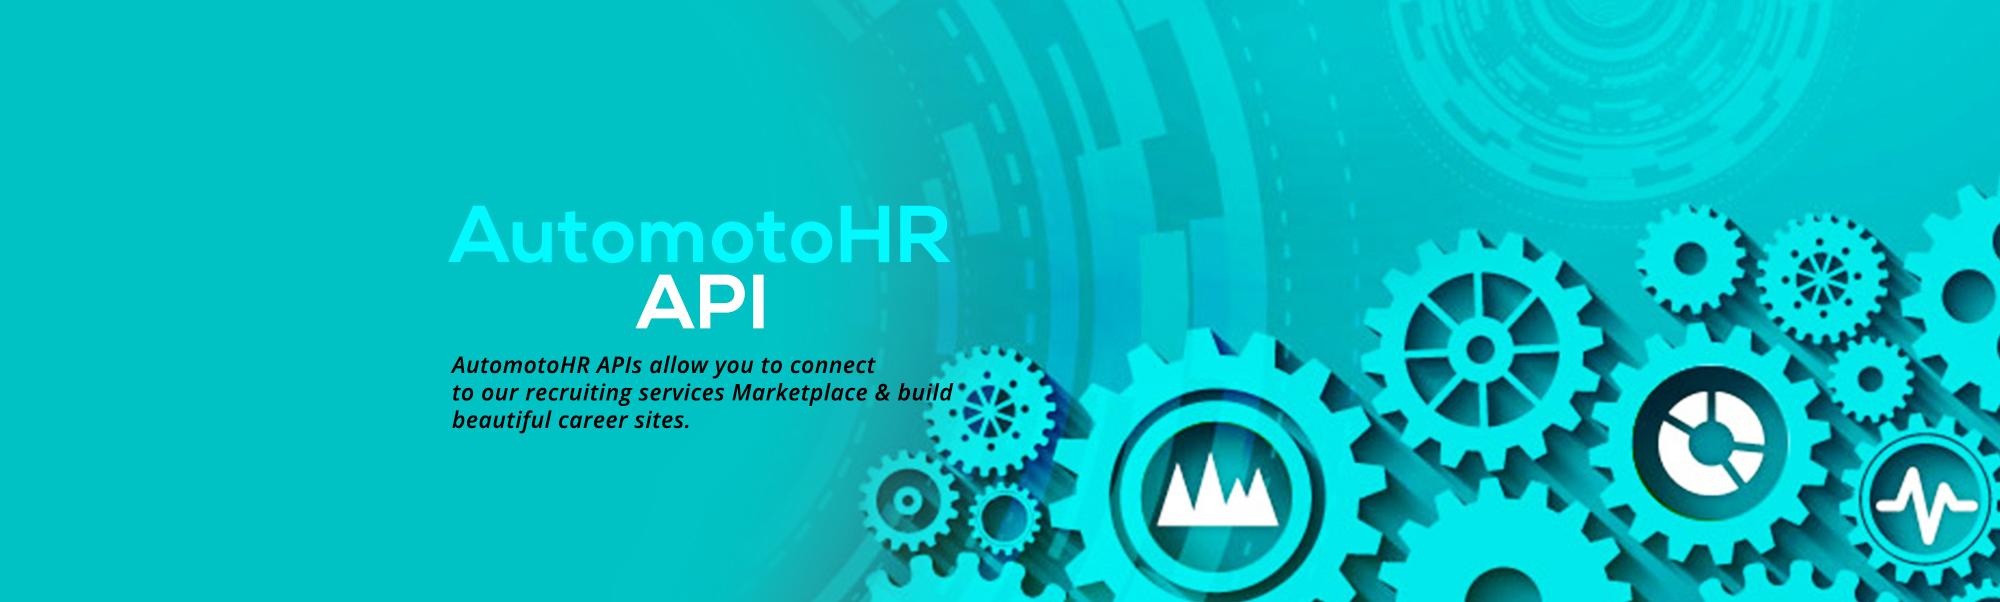 AutomotoHR
API
AutomotoHR APIs allow you to connect
to our recruiting services Marketplace & build
beautiful career sites.